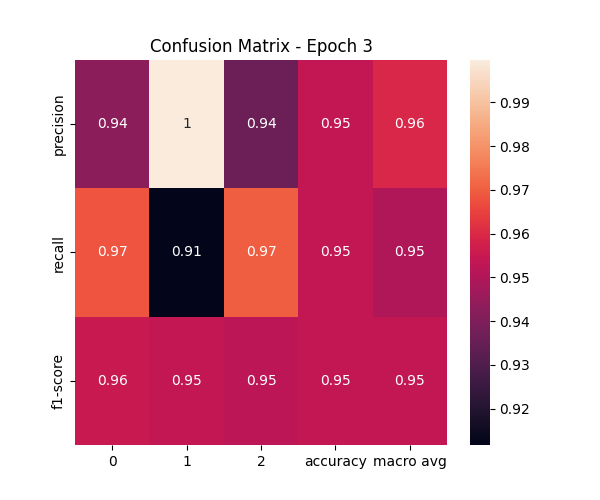 Confusion Matrix - Epoch 3
precision 0.94 1 0.94 0.95 0.96
recall 0.97 0.91 0.97 0.95 0.95
f1-score 0.96 0.95 0.95 0.95 0.95
0 1 2 accuracy macro avg
0.99
0.98
0.97
0.96
0.95
0.94
0.93
0.92